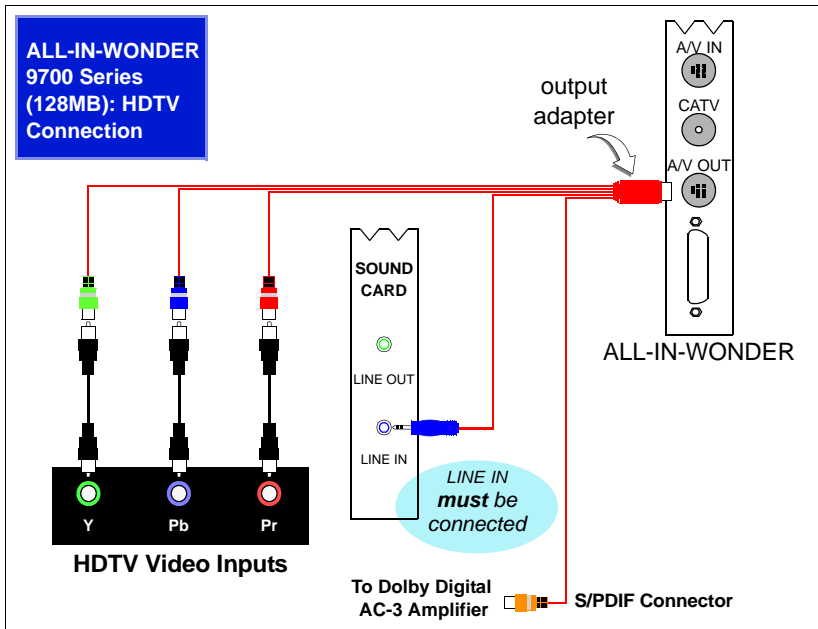 ALL-IN-WONDER
9700 Series
(128MB): HDTV
Connection
output
adapter
A/V IN
CATV
A/V OUT
ALL-IN-WONDER
SOUND
CARD
LINE OUT
LINE IN
LINE IN
must be
connected
Y
Pb
Pr
HDTV Video Inputs
To Dolby Digital
AC-3 Amplifier
S/PDIF Connector